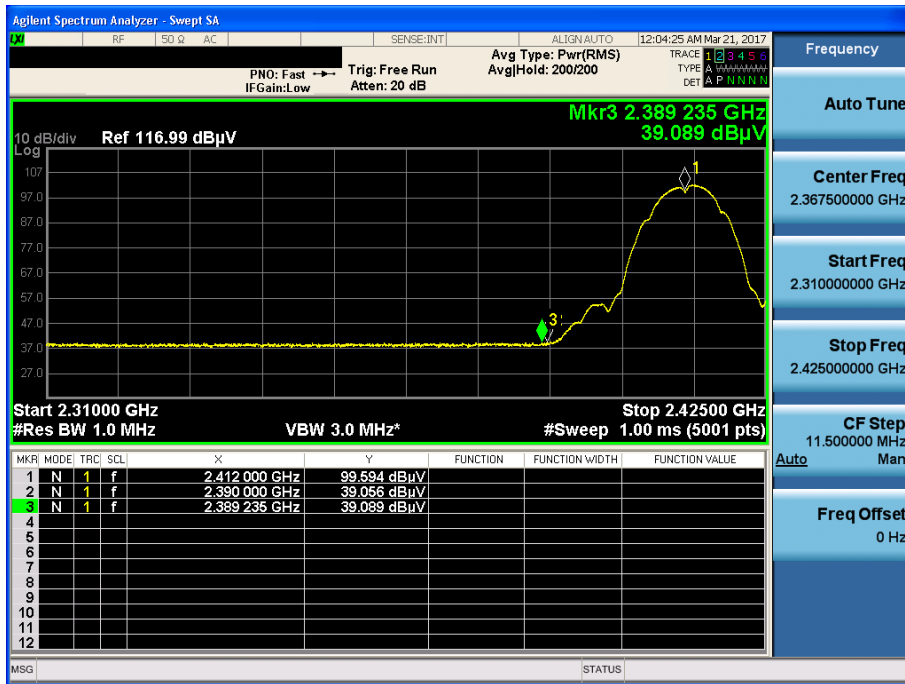 Agilent Spectrum Analyzer - Swept SA
LXI RF 50 Ω AC SENSE:INT ALIGN AUTO 12:04:25 AM Mar 21, 2017
PNO: Fast
IFGain:Low
Trig: Free Run
Atten: 20 dB
Avg Type: Pwr(RMS)
Avg|Hold: 200/200
TRACE 1 2 3 4 5 6
TYPE A WWWWW
DET A P N N N N
Mkr3 2.389 235 GHz
39.089 dBµV
10 dB/div Ref 116.99 dBµV
Log
107
97.0
87.0
77.0
67.0
57.0
47.0
37.0
27.0
1
3
Start 2.31000 GHz Stop 2.42500 GHz
#Res BW 1.0 MHz VBW 3.0 MHz* #Sweep 1.00 ms (5001 pts)
MKR MODE TRC SCL X Y FUNCTION FUNCTION WIDTH FUNCTION VALUE
1 N 1 f 2.412 000 GHz 99.594 dBµV
2 N 1 f 2.390 000 GHz 39.056 dBµV
3 N 1 f 2.389 235 GHz 39.089 dBµV
4
5
6
7
8
9
10
11
12
MSG STATUS
Frequency
Auto Tune
Center Freq
2.367500000 GHz
Start Freq
2.310000000 GHz
Stop Freq
2.425000000 GHz
CF Step
11.500000 MHz
Auto Man
Freq Offset
0 Hz